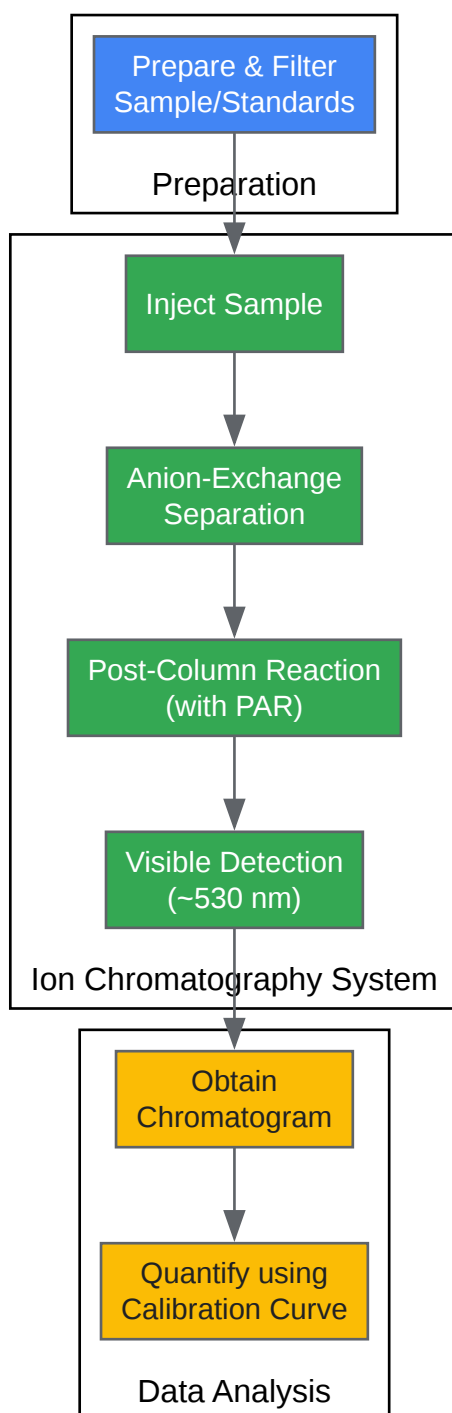 Prepare & Filter
Sample/Standards
Preparation
Inject Sample
Anion-Exchange
Separation
Post-Column Reaction
(with PAR)
Visible Detection
(~530 nm)
Ion Chromatography System
Obtain
Chromatogram
Quantify using
Calibration Curve
Data Analysis